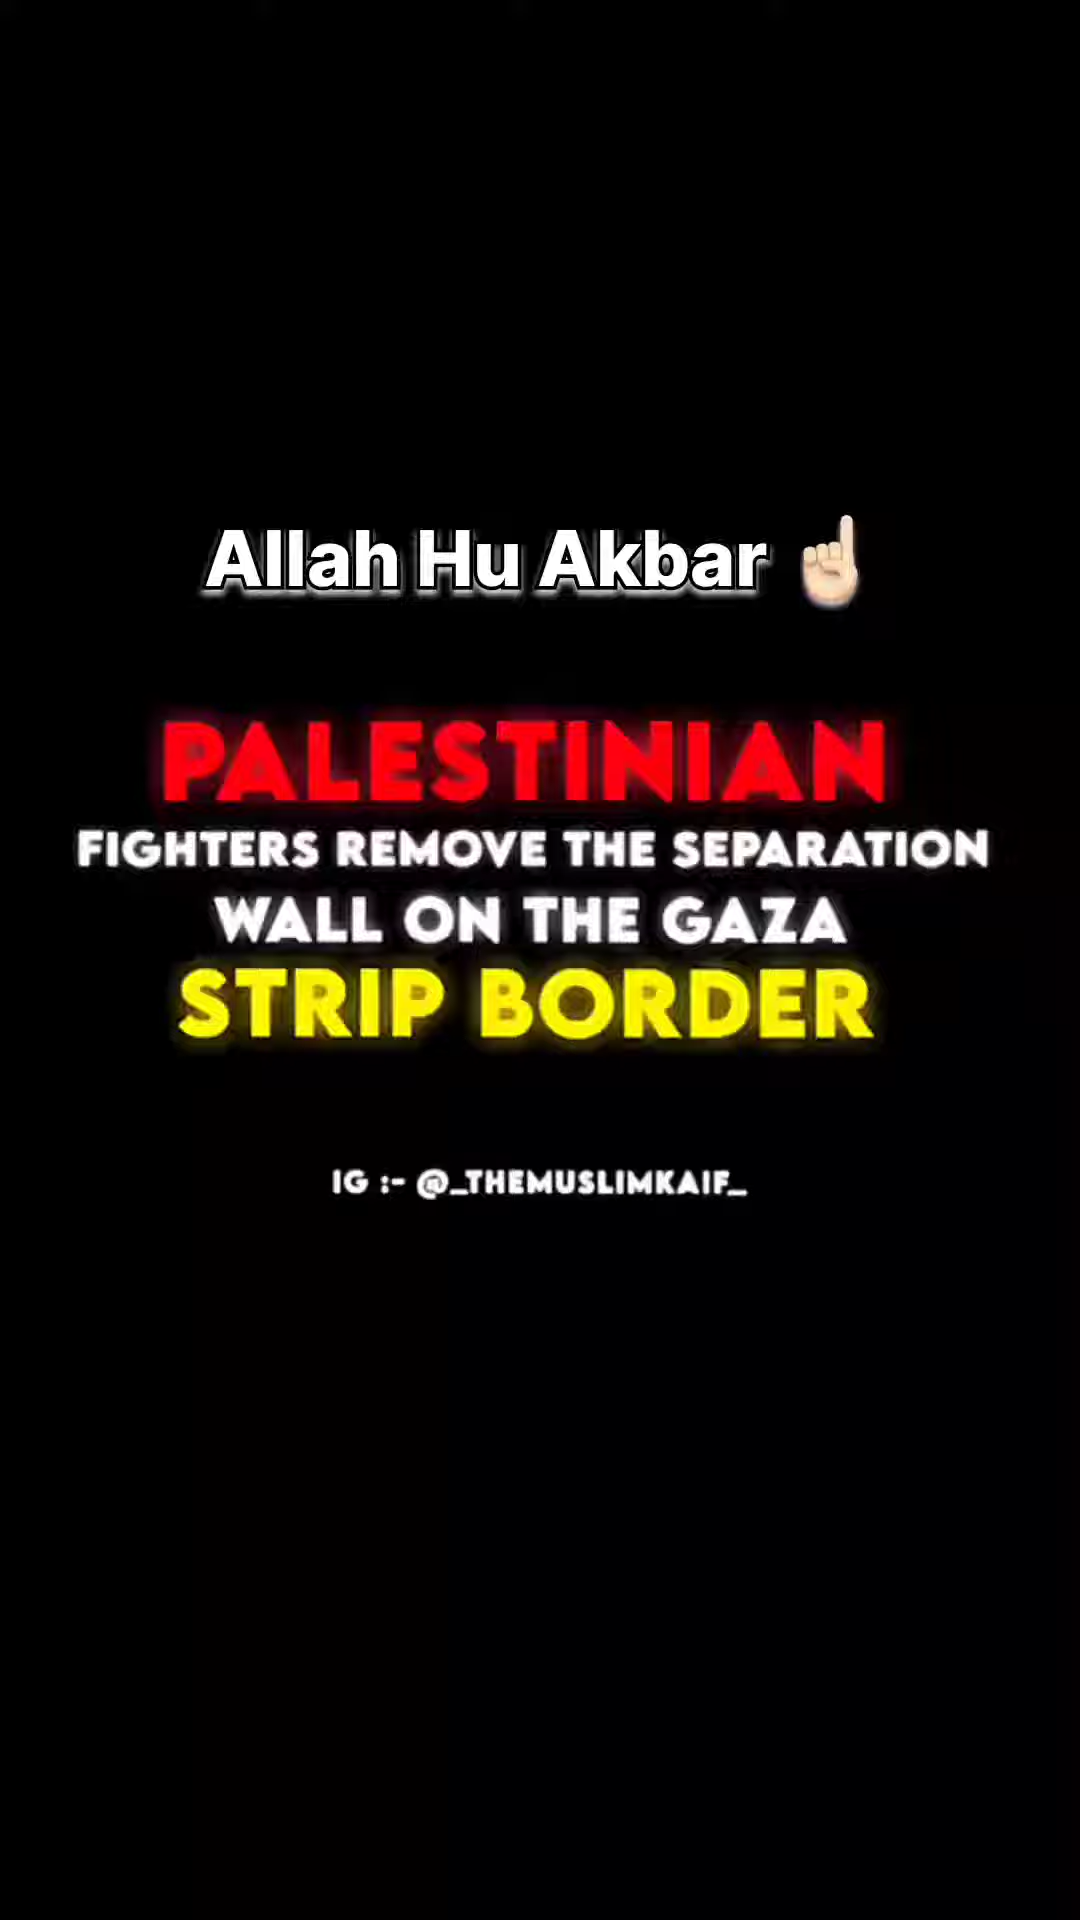 Allah Hu Akbar ☝🏻
PALESTINIAN
FIGHTERS REMOVE THE SEPARATION
WALL ON THE GAZA
STRIP BORDER
IG :- @_THEMUSLIMKAIF_